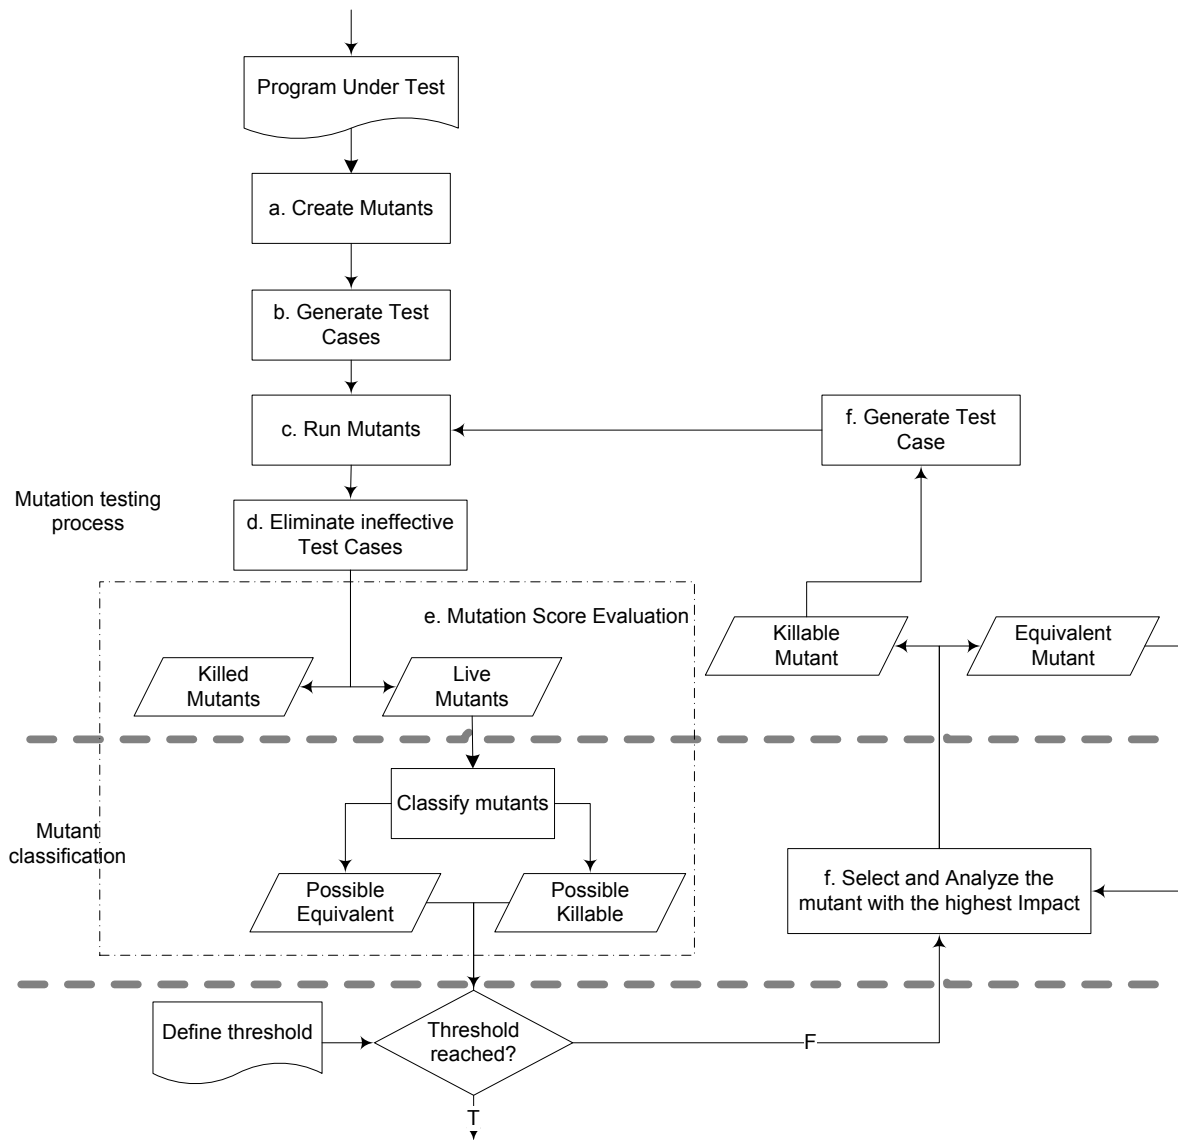 Program Under Test
a. Create Mutants
b. Generate Test
Cases
c. Run Mutants
f. Generate Test
Case
Mutation testing
process
d. Eliminate ineffective
Test Cases
e. Mutation Score Evaluation
Killed
Mutants
Live
Mutants
Killable
Mutant
Equivalent
Mutant
Mutant
classification
Classify mutants
Possible
Equivalent
Possible
Killable
f. Select and Analyze the
mutant with the highest Impact
Define threshold
Threshold
reached?
F
T